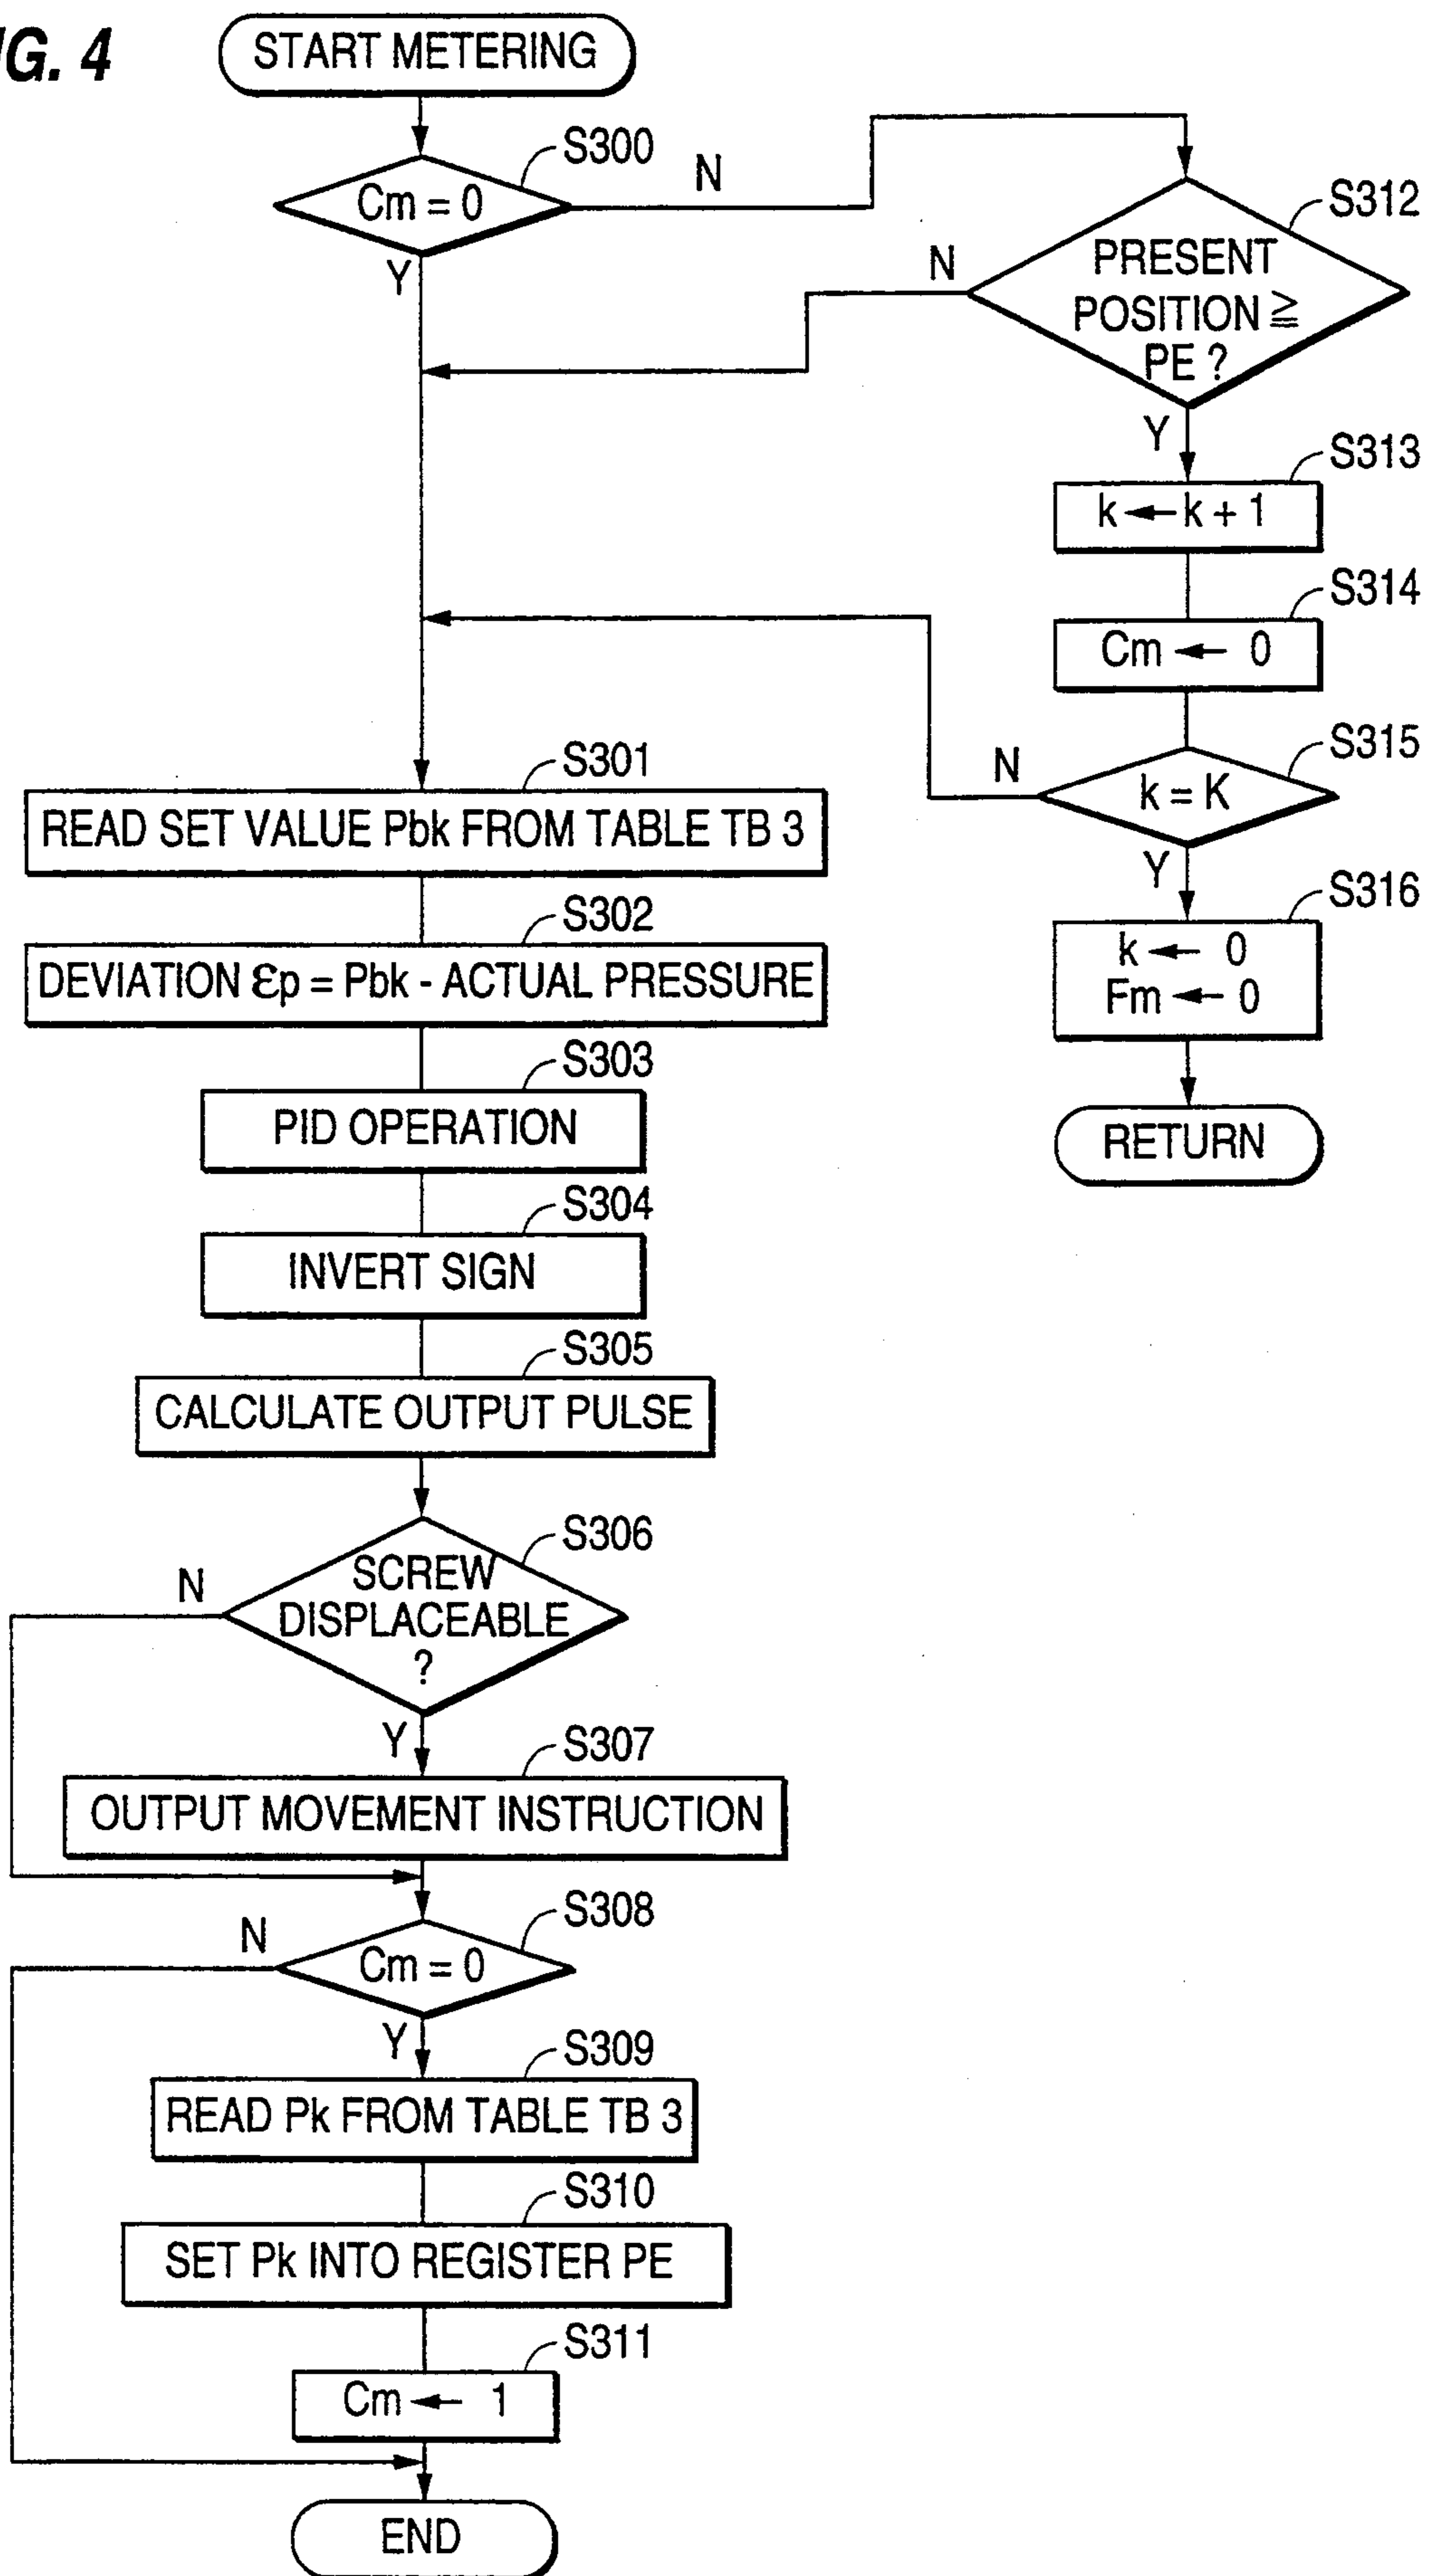 G. 4
START METERING
S300
Cm = 0
N
Y
S312
PRESENT
POSITION ≧
PE ?
N
Y
S313
k ← k + 1
S314
Cm ← 0
S315
k = K
N
Y
S316
k ← 0
Fm ← 0
RETURN
S301
READ SET VALUE Pbk FROM TABLE TB 3
S302
DEVIATION εp = Pbk - ACTUAL PRESSURE
S303
PID OPERATION
S304
INVERT SIGN
S305
CALCULATE OUTPUT PULSE
S306
SCREW
DISPLACEABLE
?
N
Y
S307
OUTPUT MOVEMENT INSTRUCTION
S308
Cm = 0
N
Y
S309
READ Pk FROM TABLE TB 3
S310
SET Pk INTO REGISTER PE
S311
Cm ← 1
END